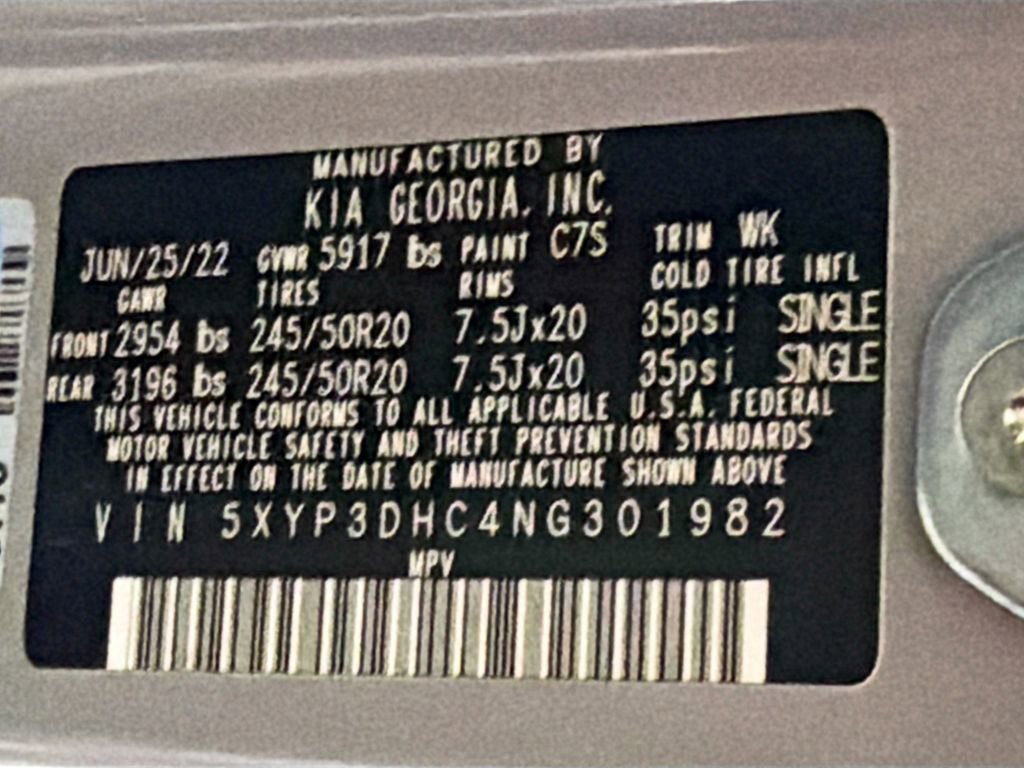 MANUFACTURED BY
KIA GEORGIA, INC.
JUN/25/22 GVWR 5917 lbs PAINT C7S TRIM WK
GAWR TIRES RIMS COLD TIRE INFL
FRONT 2954 lbs 245/50R20 7.5Jx20 35psi SINGLE
REAR 3196 lbs 245/50R20 7.5Jx20 35psi SINGLE
THIS VEHICLE CONFORMS TO ALL APPLICABLE U.S.A. FEDERAL
MOTOR VEHICLE SAFETY AND THEFT PREVENTION STANDARDS
IN EFFECT ON THE DATE OF MANUFACTURE SHOWN ABOVE
VIN 5XYP3DHC4NG301982
MPV